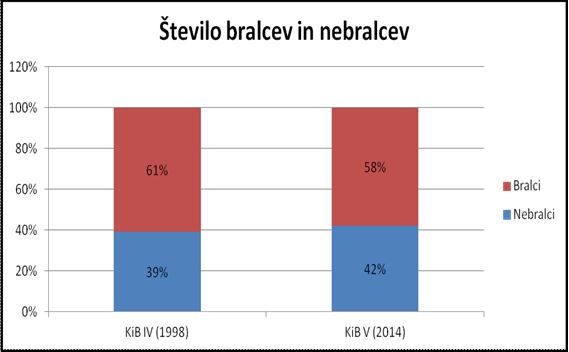 Število bralcev in nebralcev
120%
100%
80%
60%
40%
20%
0%
61%
58%
39%
42%
KiB IV (1998)
KiB V (2014)
Bralci
Nebralci